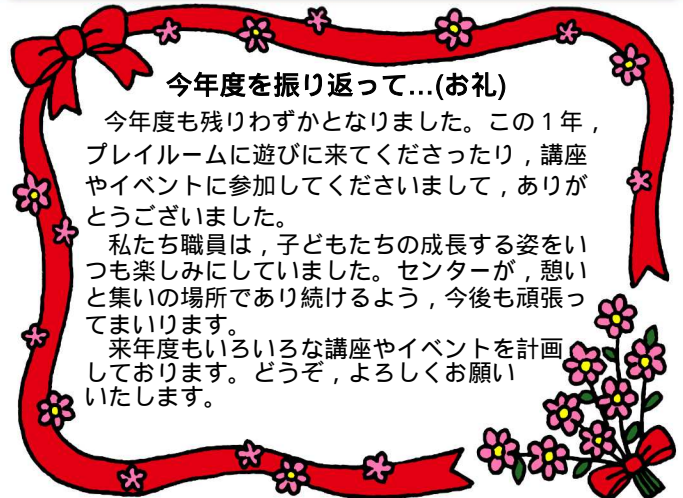 今年度を振り返って…(お礼)
　今年度も残りわずかとなりました。この１年，
プレイルームに遊びに来てくださったり，講座
やイベントに参加してくださいまして，ありが
とうございました。
　私たち職員は，子どもたちの成長する姿をい
つも楽しみにしていました。センターが，憩い
と集いの場所であり続けるよう，今後も頑張っ
てまいります。
　来年度もいろいろな講座やイベントを計画
しております。どうぞ，よろしくお願い
いたします。